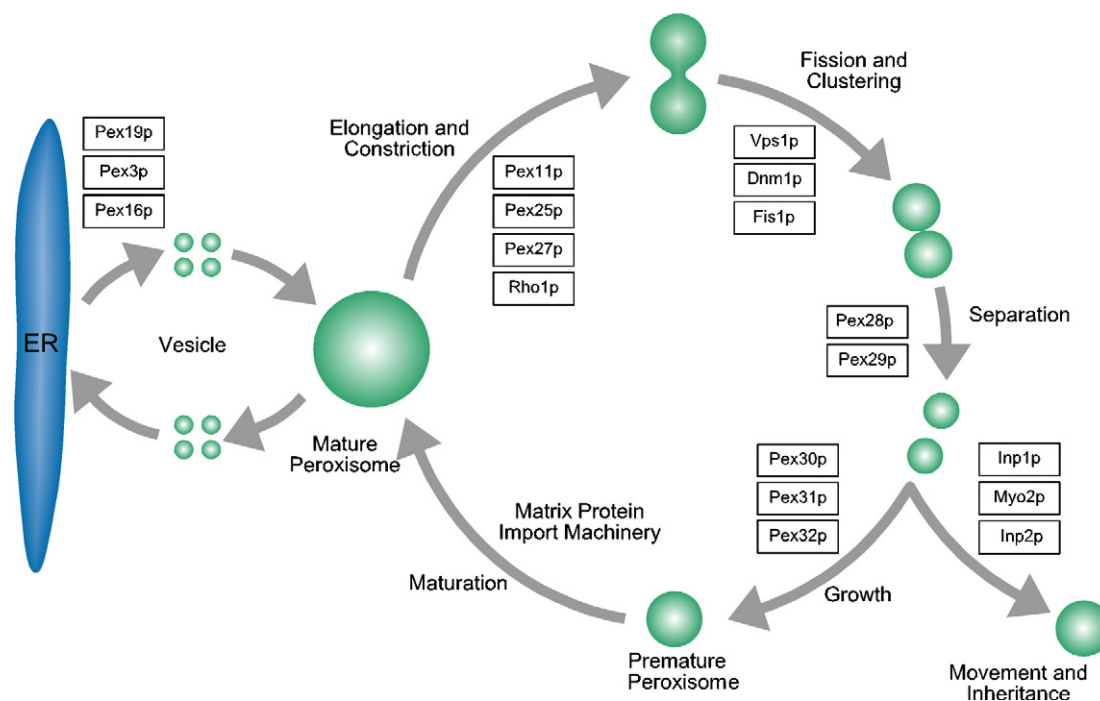 Fission and
Clustering
Elongation and
Constriction
Pex19p
Pex3p
Pex16p
Vps1p
Dnm1p
Fis1p
Pex11p
Pex25p
Pex27p
Rho1p
ER
Vesicle
Pex28p
Pex29p
Separation
Mature
Peroxisome
Pex30p
Pex31p
Pex32p
Inp1p
Myo2p
Inp2p
Matrix Protein
Import Machinery
Maturation
Growth
Premature
Peroxisome
Movement and
Inheritance